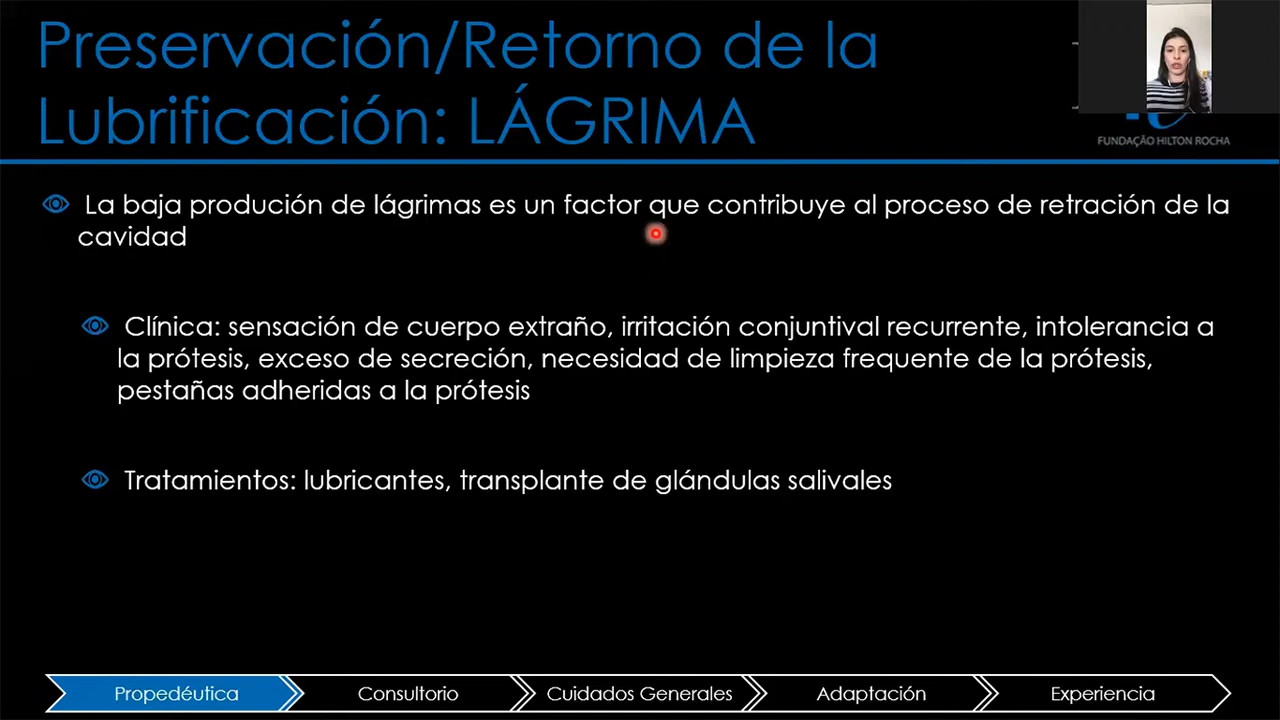 Preservación/Retorno de la
Lubrificación: LÁGRIMA
FUNDAÇÃO HILTON ROCHA
La baja produción de lágrimas es un factor que contribuye al proceso de retración de la
cavidad
Clínica: sensación de cuerpo extraño, irritación conjuntival recurrente, intolerancia a
la prótesis, exceso de secreción, necesidad de limpieza frequente de la prótesis,
pestañas adheridas a la prótesis
Tratamientos: lubricantes, transplante de glándulas salivales
Propedéutica
Consultorio
Cuidados Generales
Adaptación
Experiencia